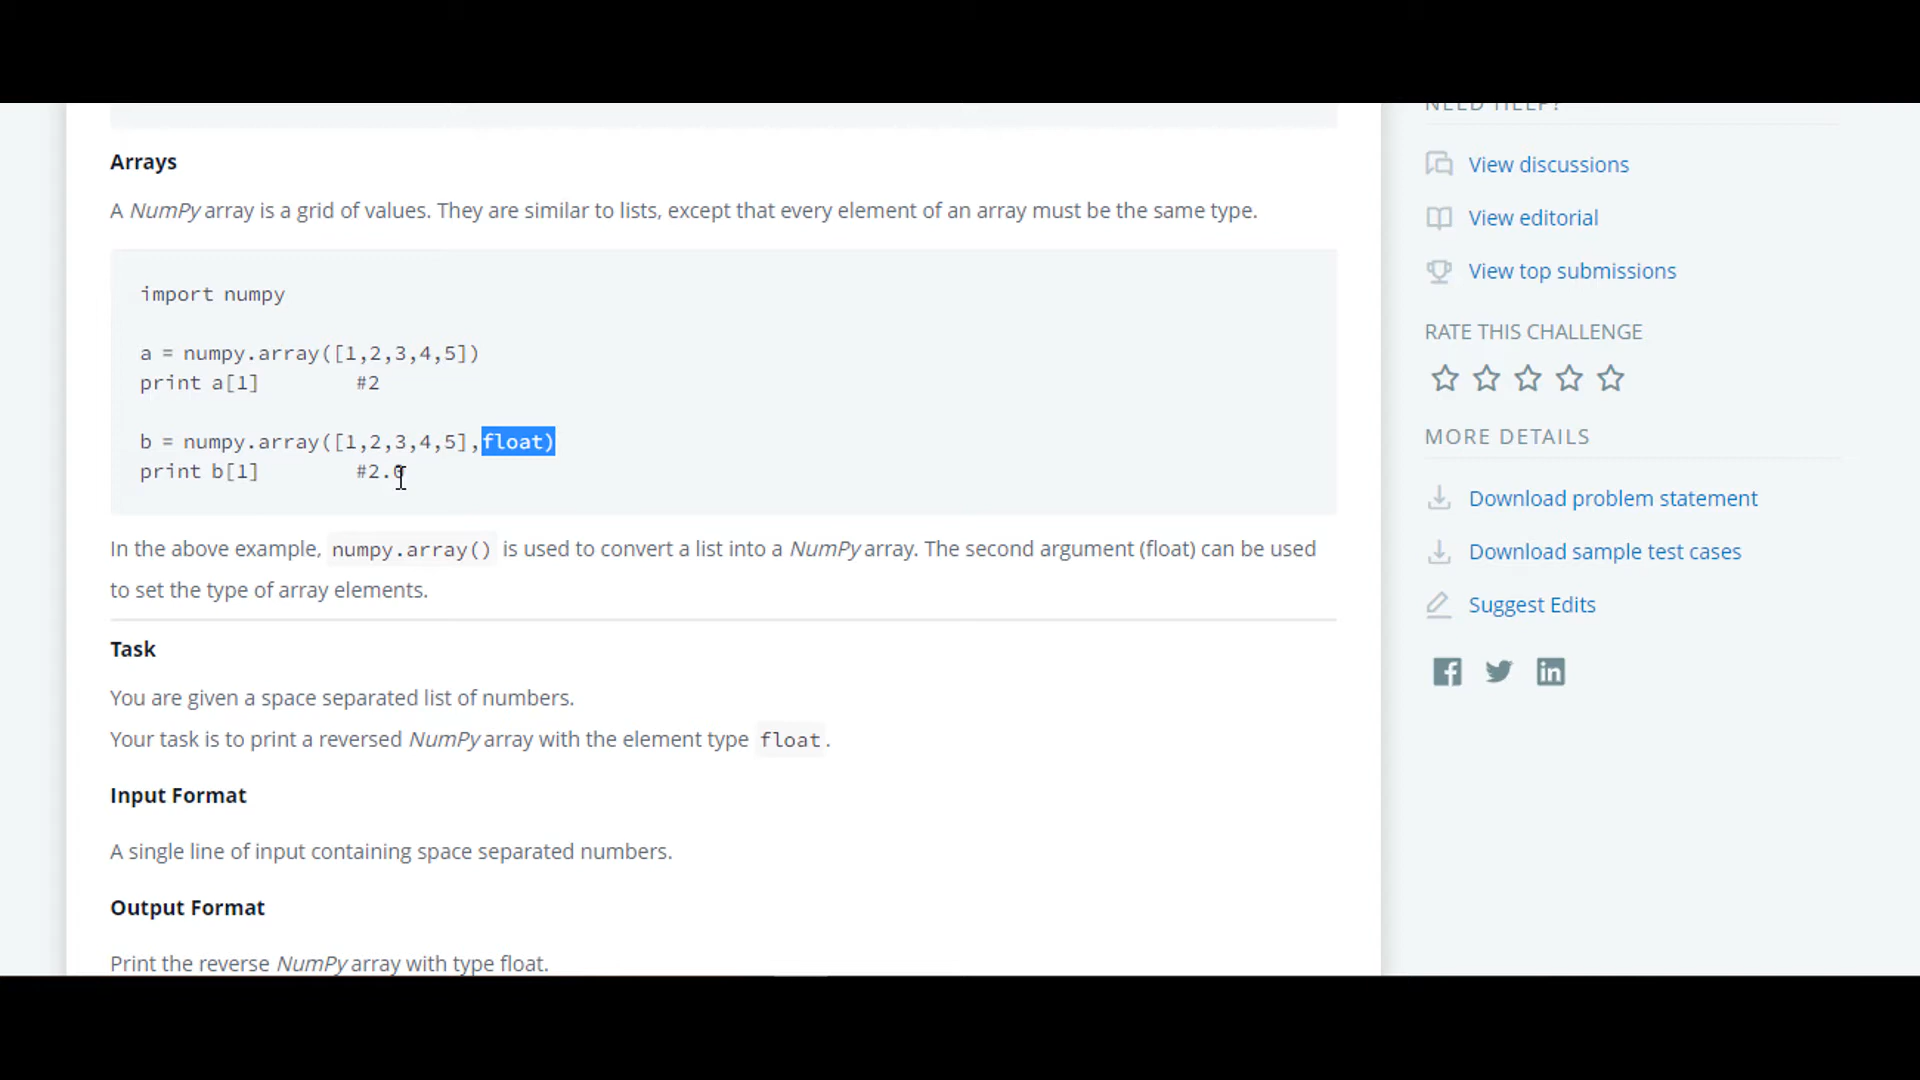 NEED HELP?
Arrays
A NumPy array is a grid of values. They are similar to lists, except that every element of an array must be the same type.
import numpy
a = numpy.array([1,2,3,4,5])
print a[1]        #2
b = numpy.array([1,2,3,4,5],float)
print b[1]        #2.0
In the above example, numpy.array() is used to convert a list into a NumPy array. The second argument (float) can be used
to set the type of array elements.
Task
You are given a space separated list of numbers.
Your task is to print a reversed NumPy array with the element type float.
Input Format
A single line of input containing space separated numbers.
Output Format
Print the reverse NumPy array with type float.
View discussions
View editorial
View top submissions
RATE THIS CHALLENGE
MORE DETAILS
Download problem statement
Download sample test cases
Suggest Edits